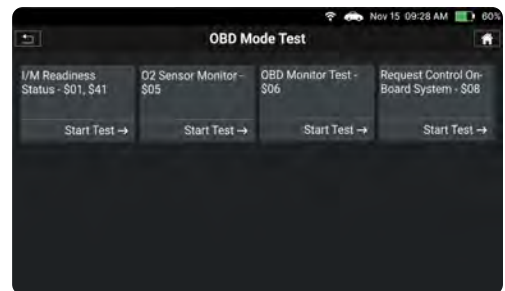 Nov 15 09:28 AM 60%
OBD Mode Test
I/M Readiness
Status - $01, $41
Start Test →
O2 Sensor Monitor -
$05
Start Test →
OBD Monitor Test -
$06
Start Test →
Request Control On-
Board System - $08
Start Test →